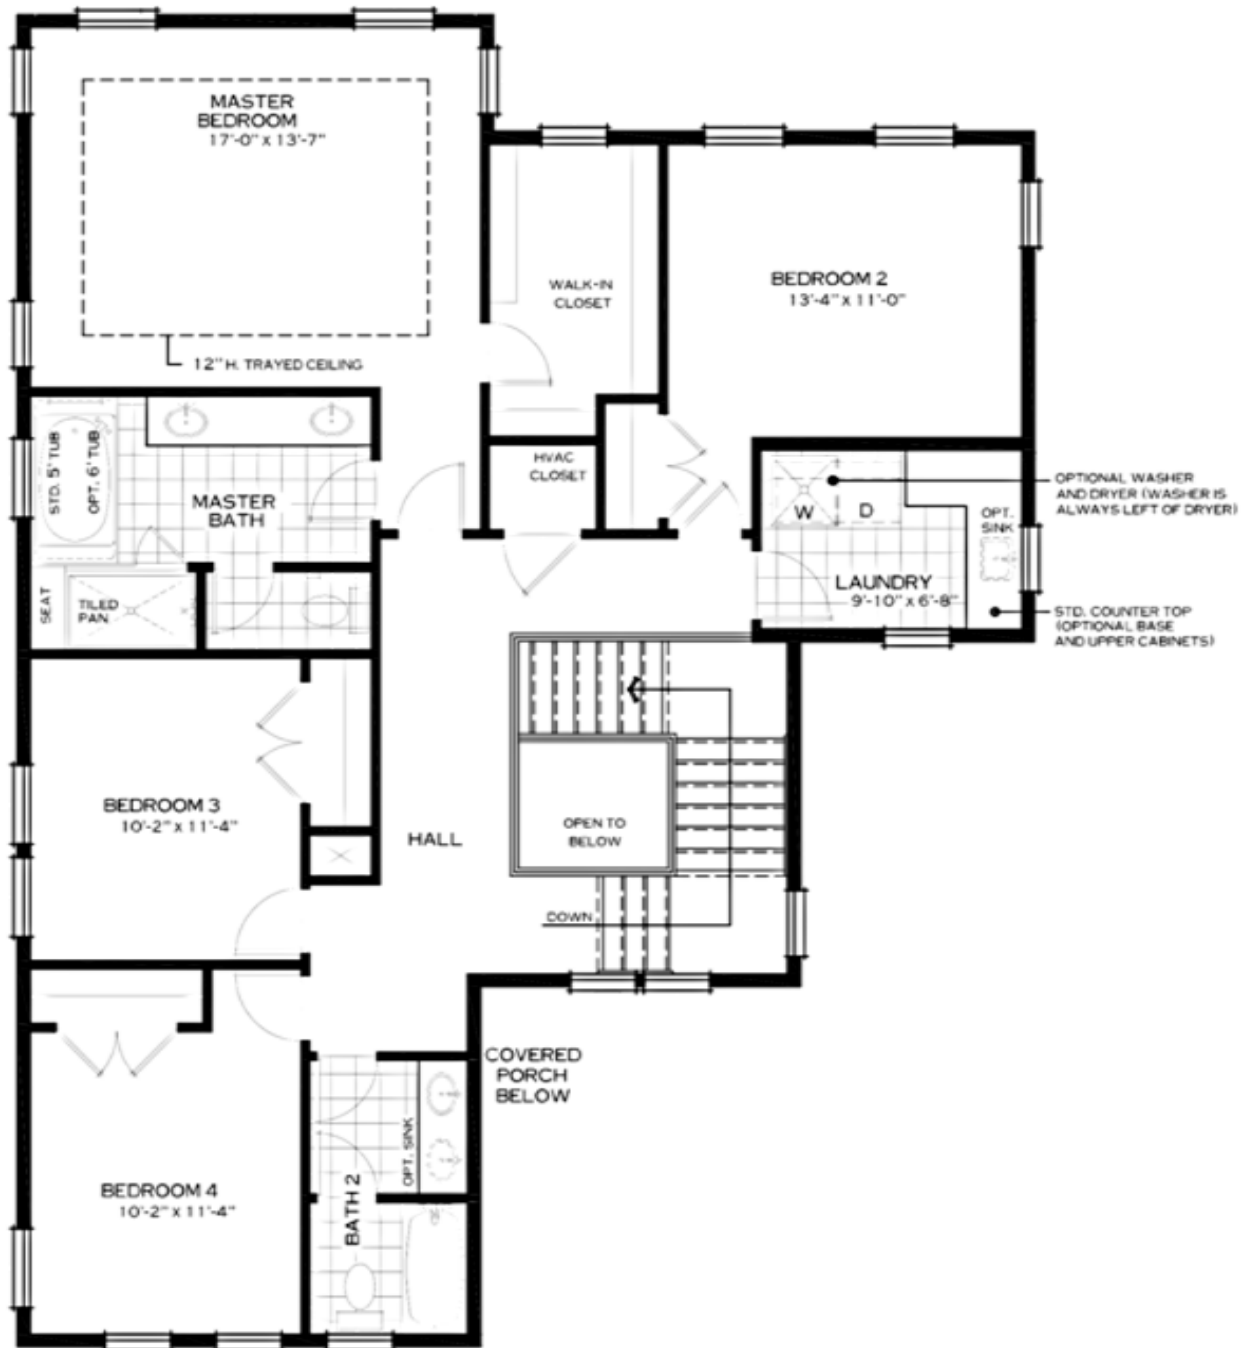 MASTER
BEDROOM
17'-0" x 13'-7"
12" H. TRAYED CEILING
WALK-IN
CLOSET
BEDROOM 2
13'-4" x 11'-0"
HVAC
CLOSET
STD. 5' TUB
OPT. 6' TUB
MASTER
BATH
SEAT
TILED
PAN
W
D
OPT.
SINK
LAUNDRY
9'-10" x 6'-8"
OPTIONAL WASHER
AND DRYER (WASHER IS
ALWAYS LEFT OF DRYER)
STD. COUNTER TOP
(OPTIONAL BASE
AND UPPER CABINETS)
BEDROOM 3
10'-2" x 11'-4"
HALL
OPEN TO
BELOW
DOWN
COVERED
PORCH
BELOW
OPT. SINK
BATH 2
BEDROOM 4
10'-2" x 11'-4"